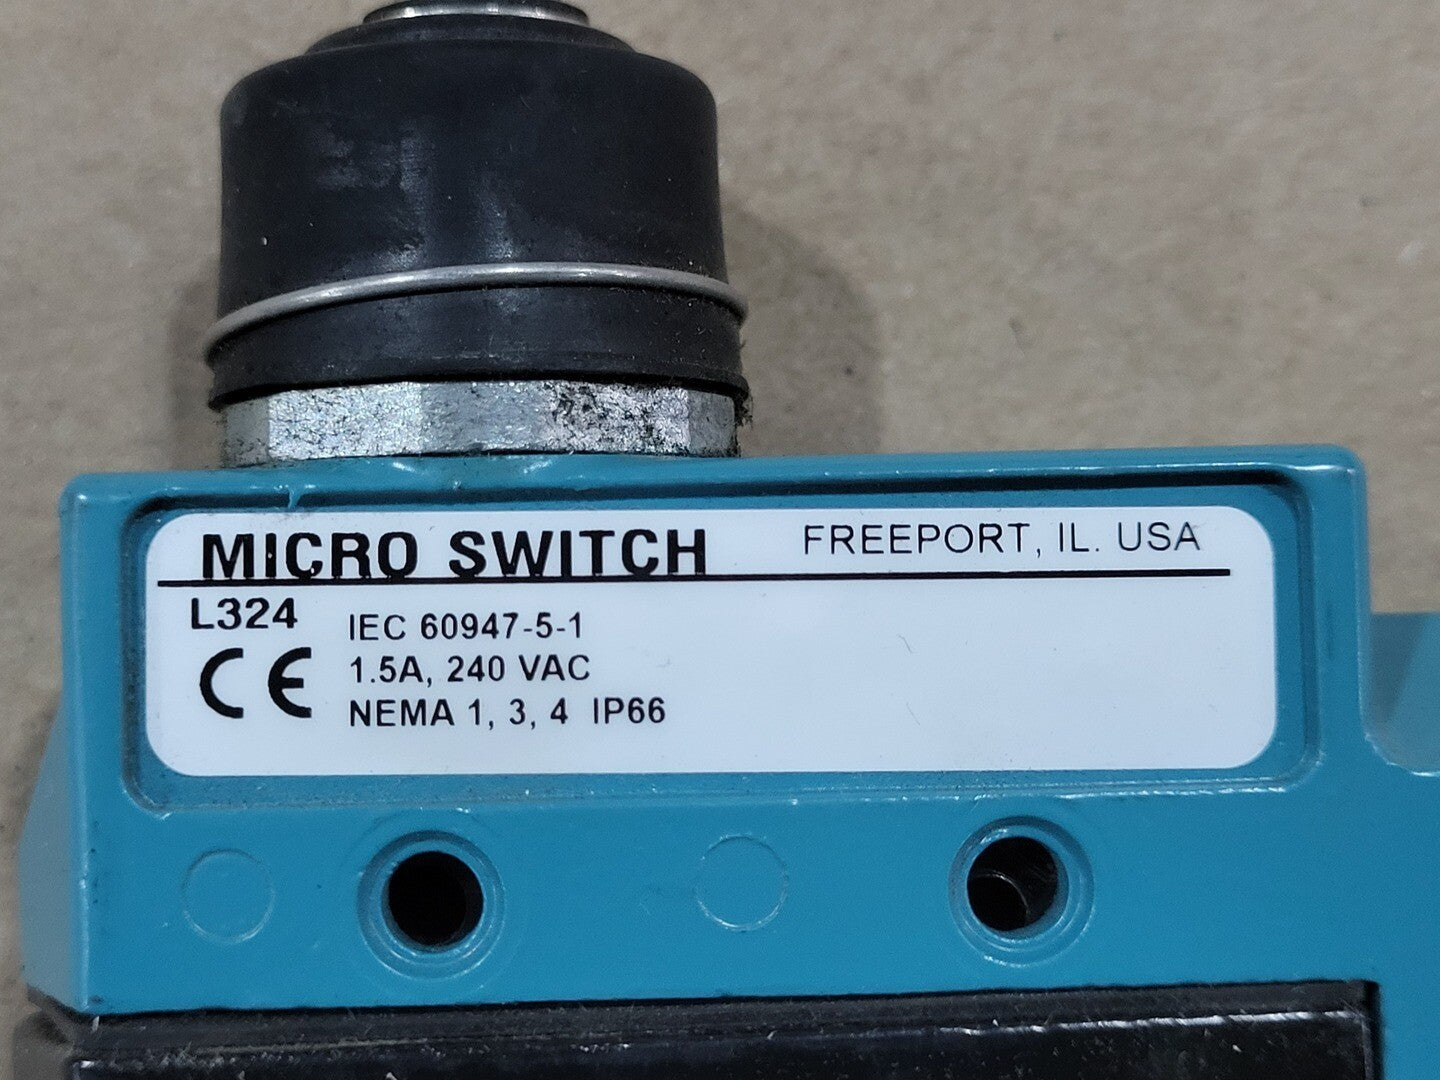 MICRO SWITCH FREEPORT, IL. USA
L324
CE
IEC 60947-5-1
1.5A, 240 VAC
NEMA 1, 3, 4 IP66